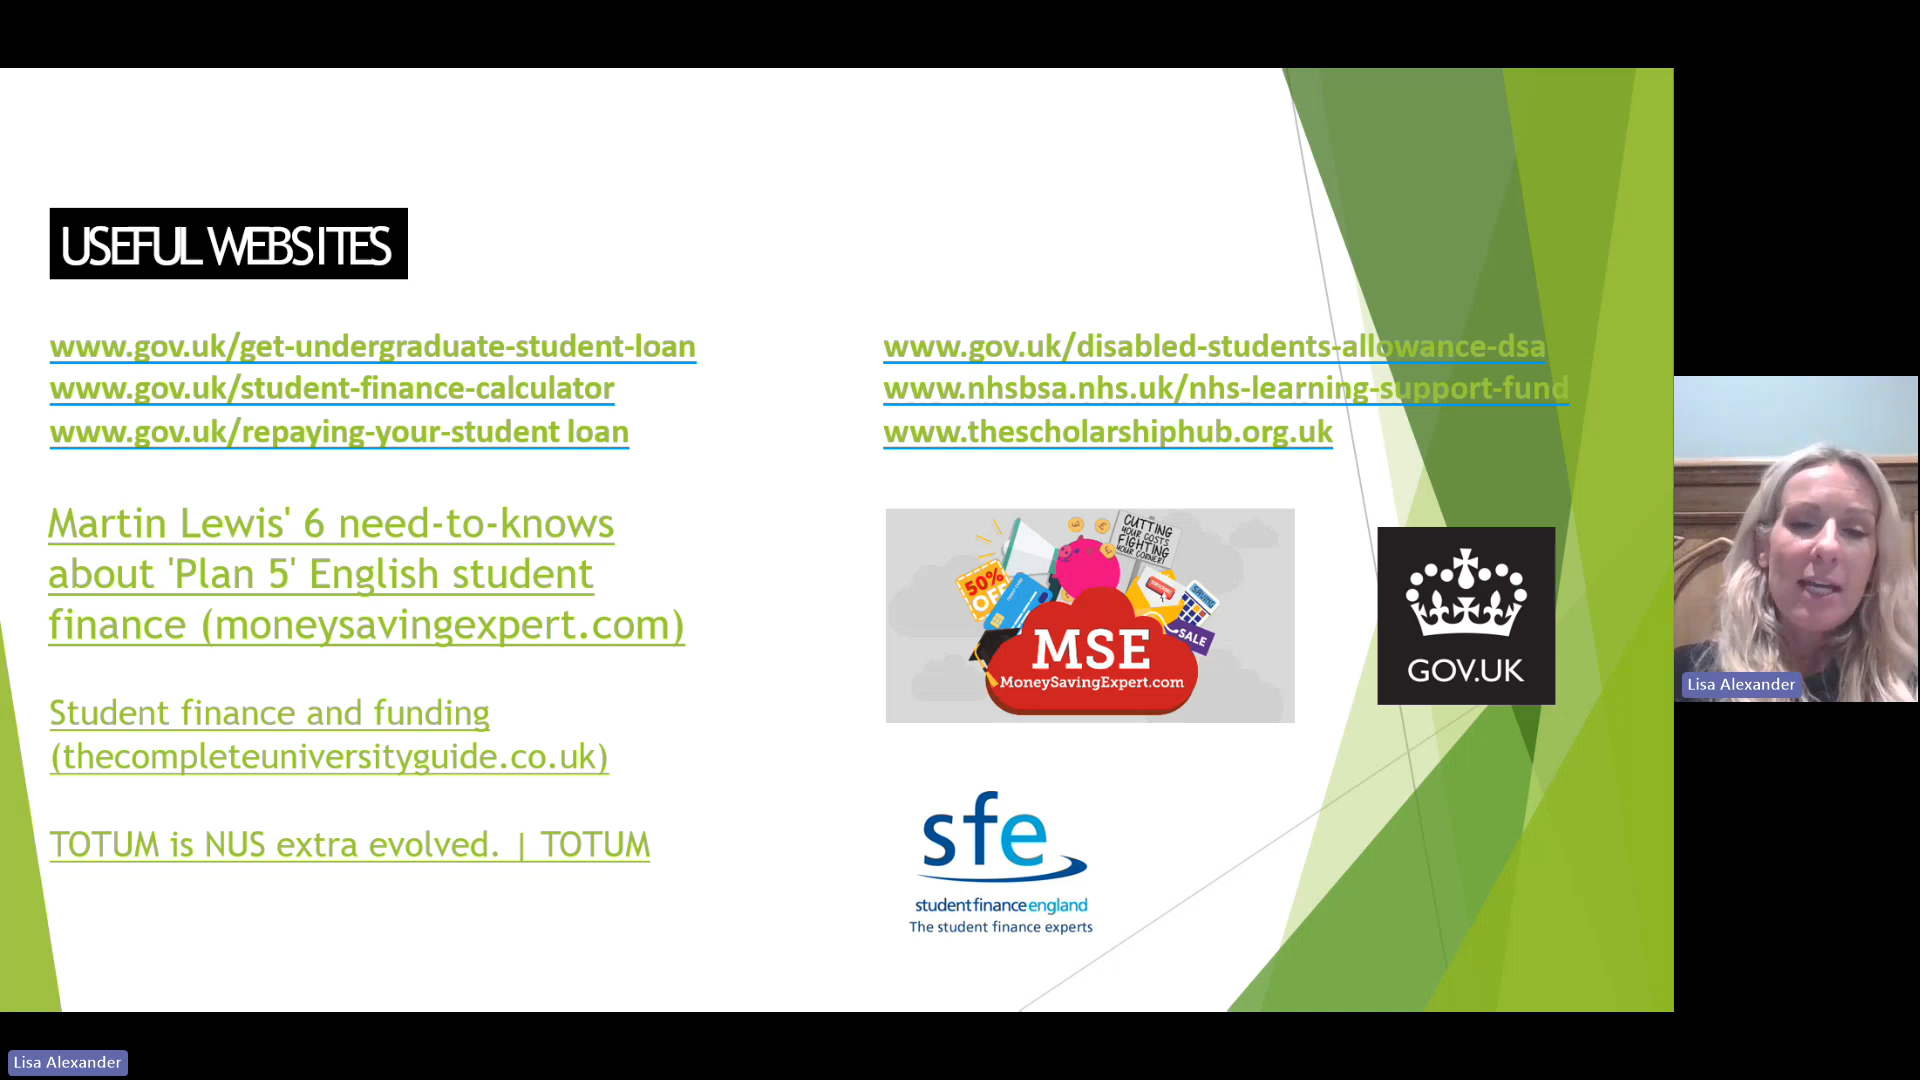 USEFUL WEBSITES
www.gov.uk/get-undergraduate-student-loan
www.gov.uk/student-finance-calculator
www.gov.uk/repaying-your-student loan
www.gov.uk/disabled-students-allowance-dsa
www.nhsbsa.nhs.uk/nhs-learning-support-fund
www.thescholarshiphub.org.uk
Martin Lewis' 6 need-to-knows
about 'Plan 5' English student
finance (moneysavingexpert.com)
Student finance and funding
(thecompleteuniversityguide.co.uk)
TOTUM is NUS extra evolved. | TOTUM
CUTTING
YOUR COSTS
FIGHTING
YOUR CORNER!
50%
OFF
SAVING
SALE
MSE
MoneySavingExpert.com
GOV.UK
sfe
studentfinanceengland
The student finance experts
Lisa Alexander
Lisa Alexander